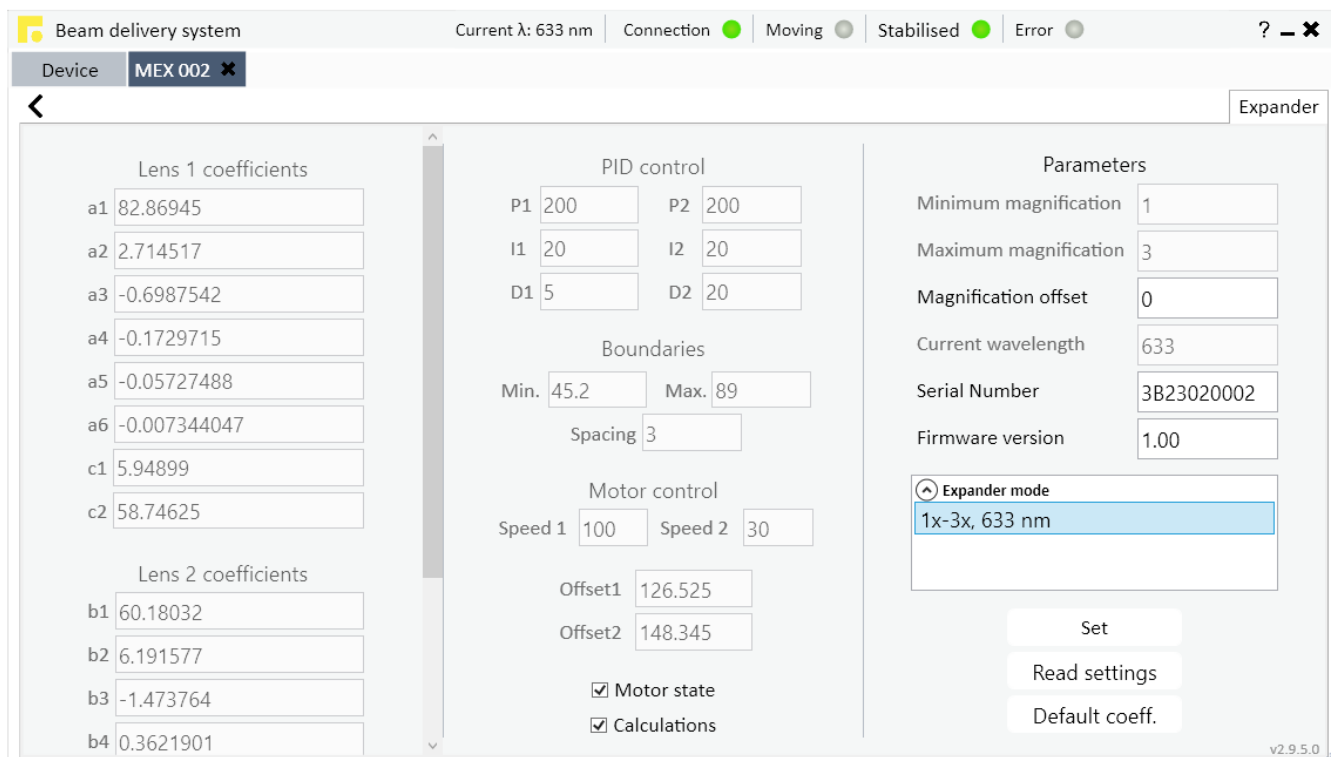 Beam delivery system
Current λ: 633 nm
Connection
Moving
Stabilised
Error
?
Device
MEX 002
Expander
Lens 1 coefficients
a1 82.86945
a2 2.714517
a3 -0.6987542
a4 -0.1729715
a5 -0.05727488
a6 -0.007344047
c1 5.94899
c2 58.74625
Lens 2 coefficients
b1 60.18032
b2 6.191577
b3 -1.473764
b4 0.3621901
PID control
P1 200 P2 200
I1 20 I2 20
D1 5 D2 20
Boundaries
Min. 45.2 Max. 89
Spacing 3
Motor control
Speed 1 100 Speed 2 30
Offset1 126.525
Offset2 148.345
Motor state
Calculations
Parameters
Minimum magnification 1
Maximum magnification 3
Magnification offset 0
Current wavelength 633
Serial Number 3B23020002
Firmware version 1.00
Expander mode
1x-3x, 633 nm
Set
Read settings
Default coeff.
v2.9.5.0